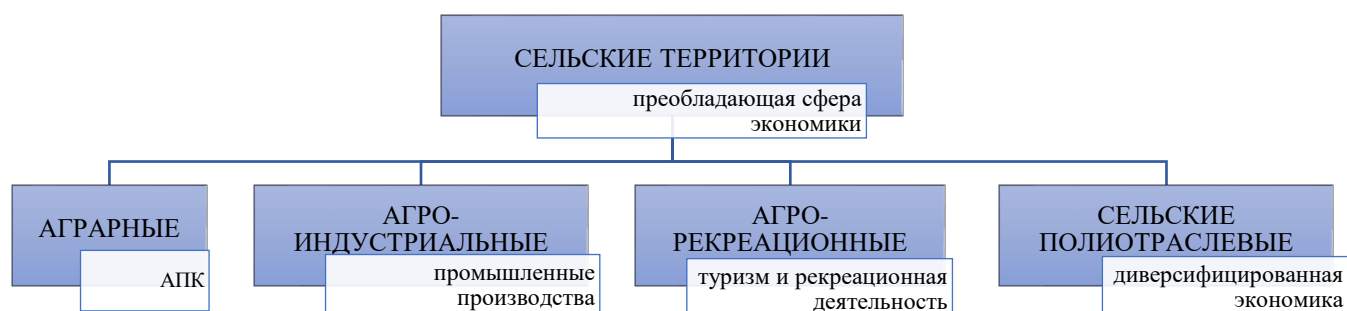 СЕЛЬСКИЕ ТЕРРИТОРИИ
преобладающая сфера
экономики
АГРАРНЫЕ
АПК
АГРО-
ИНДУСТРИАЛЬНЫЕ
промышленные
производства
АГРО-
РЕКРЕАЦИОННЫЕ
туризм и рекреационная
деятельность
СЕЛЬСКИЕ
ПОЛИОТРАСЛЕВЫЕ
диверсифицированная
экономика